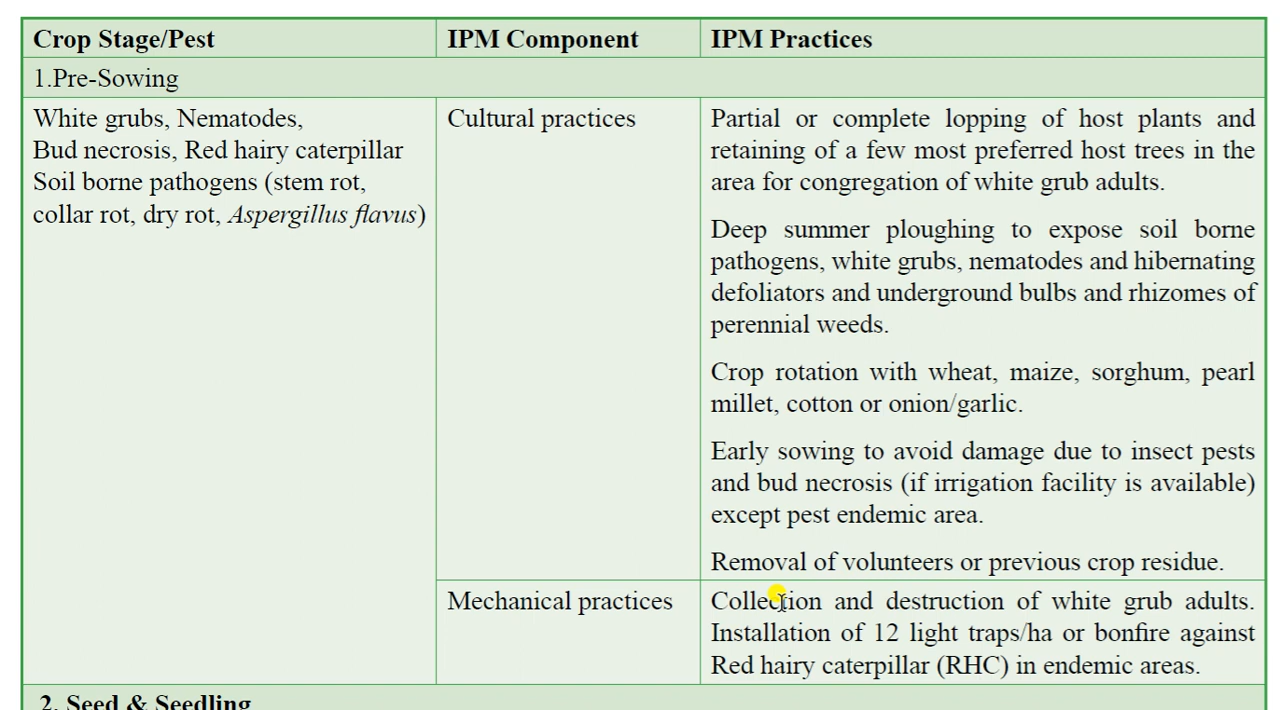 Crop Stage/Pest
IPM Component
IPM Practices
1.Pre-Sowing
White grubs, Nematodes,
Bud necrosis, Red hairy caterpillar
Soil borne pathogens (stem rot,
collar rot, dry rot, Aspergillus flavus)
Cultural practices
Partial or complete lopping of host plants and
retaining of a few most preferred host trees in the
area for congregation of white grub adults.
Deep summer ploughing to expose soil borne
pathogens, white grubs, nematodes and hibernating
defoliators and underground bulbs and rhizomes of
perennial weeds.
Crop rotation with wheat, maize, sorghum, pearl
millet, cotton or onion/garlic.
Early sowing to avoid damage due to insect pests
and bud necrosis (if irrigation facility is available)
except pest endemic area.
Removal of volunteers or previous crop residue.
Mechanical practices
Collection and destruction of white grub adults.
Installation of 12 light traps/ha or bonfire against
Red hairy caterpillar (RHC) in endemic areas.
2. Seed & Seedling